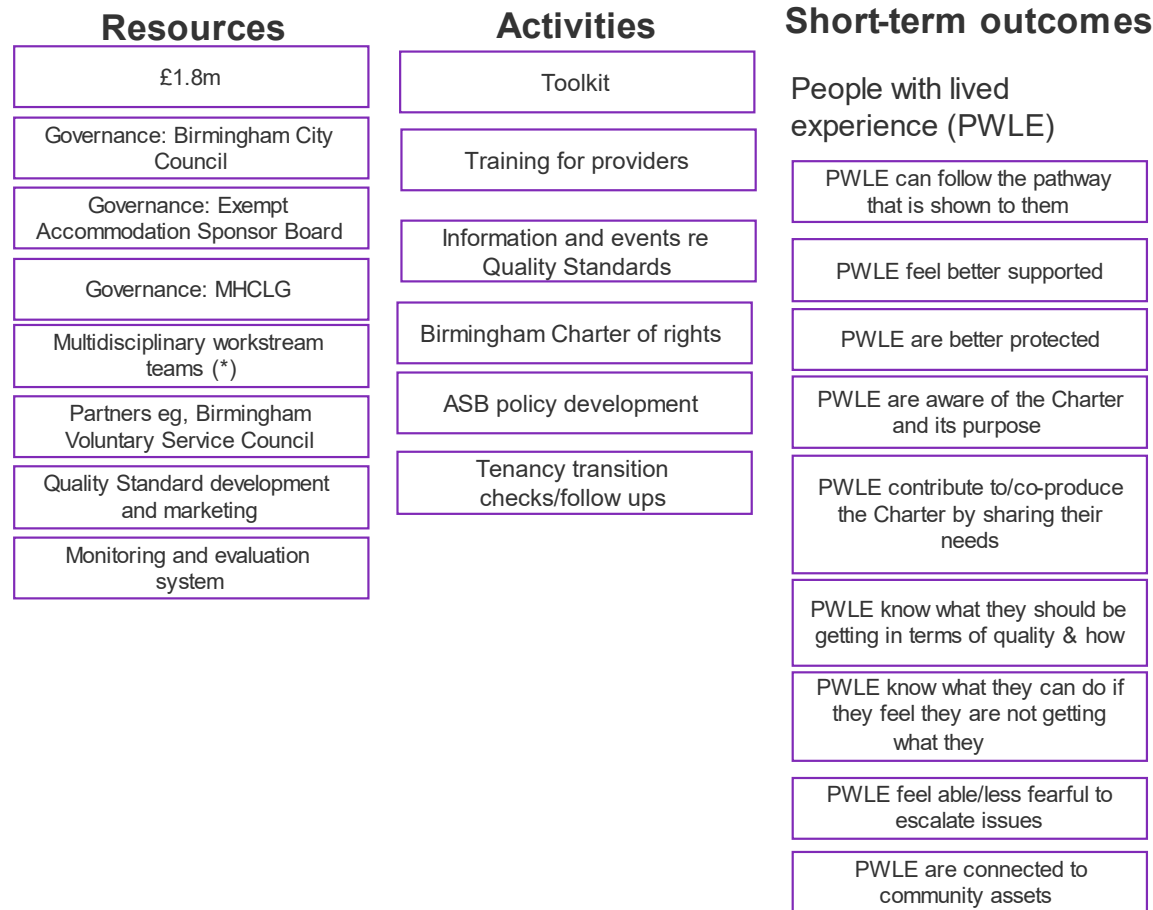 Resources
£1.8m
Governance: Birmingham City
Council
Governance: Exempt
Accommodation Sponsor Board
Governance: MHCLG
Multidisciplinary workstream
teams (*)
Partners eg, Birmingham
Voluntary Service Council
Quality Standard development
and marketing
Monitoring and evaluation
system
Activities
Toolkit
Training for providers
Information and events re
Quality Standards
Birmingham Charter of rights
ASB policy development
Tenancy transition
checks/follow ups
Short-term outcomes
People with lived
experience (PWLE)
PWLE can follow the pathway
that is shown to them
PWLE feel better supported
PWLE are better protected
PWLE are aware of the Charter
and its purpose
PWLE contribute to/co-produce
the Charter by sharing their
needs
PWLE know what they should be
getting in terms of quality & how
PWLE know what they can do if
they feel they are not getting
what they
PWLE feel able/less fearful to
escalate issues
PWLE are connected to
community assets